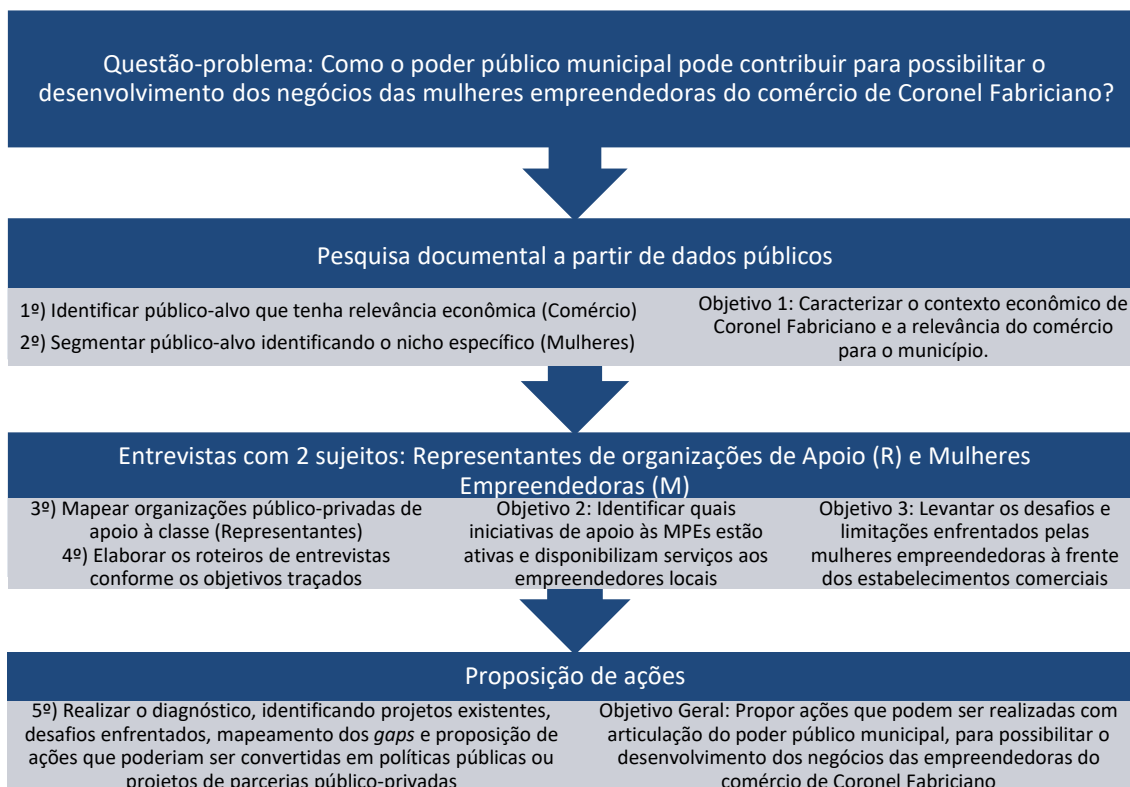 Questão-problema: Como o poder público municipal pode contribuir para possibilitar o
desenvolvimento dos negócios das mulheres empreendedoras do comércio de Coronel Fabriciano?
Pesquisa documental a partir de dados públicos
1º) Identificar público-alvo que tenha relevância econômica (Comércio)
2º) Segmentar público-alvo identificando o nicho específico (Mulheres)
Objetivo 1: Caracterizar o contexto econômico de
Coronel Fabriciano e a relevância do comércio
para o município.
Entrevistas com 2 sujeitos: Representantes de organizações de Apoio (R) e Mulheres
Empreendedoras (M)
3º) Mapear organizações público-privadas de
apoio à classe (Representantes)
4º) Elaborar os roteiros de entrevistas
conforme os objetivos traçados
Objetivo 2: Identificar quais
iniciativas de apoio às MPEs estão
ativas e disponibilizam serviços aos
empreendedores locais
Objetivo 3: Levantar os desafios e
limitações enfrentados pelas
mulheres empreendedoras à frente
dos estabelecimentos comerciais
Proposição de ações
5º) Realizar o diagnóstico, identificando projetos existentes,
desafios enfrentados, mapeamento dos gaps e proposição de
ações que poderiam ser convertidas em políticas públicas ou
projetos de parcerias público-privadas
Objetivo Geral: Propor ações que podem ser realizadas com
articulação do poder público municipal, para possibilitar o
desenvolvimento dos negócios das empreendedoras do
comércio de Coronel Fabriciano